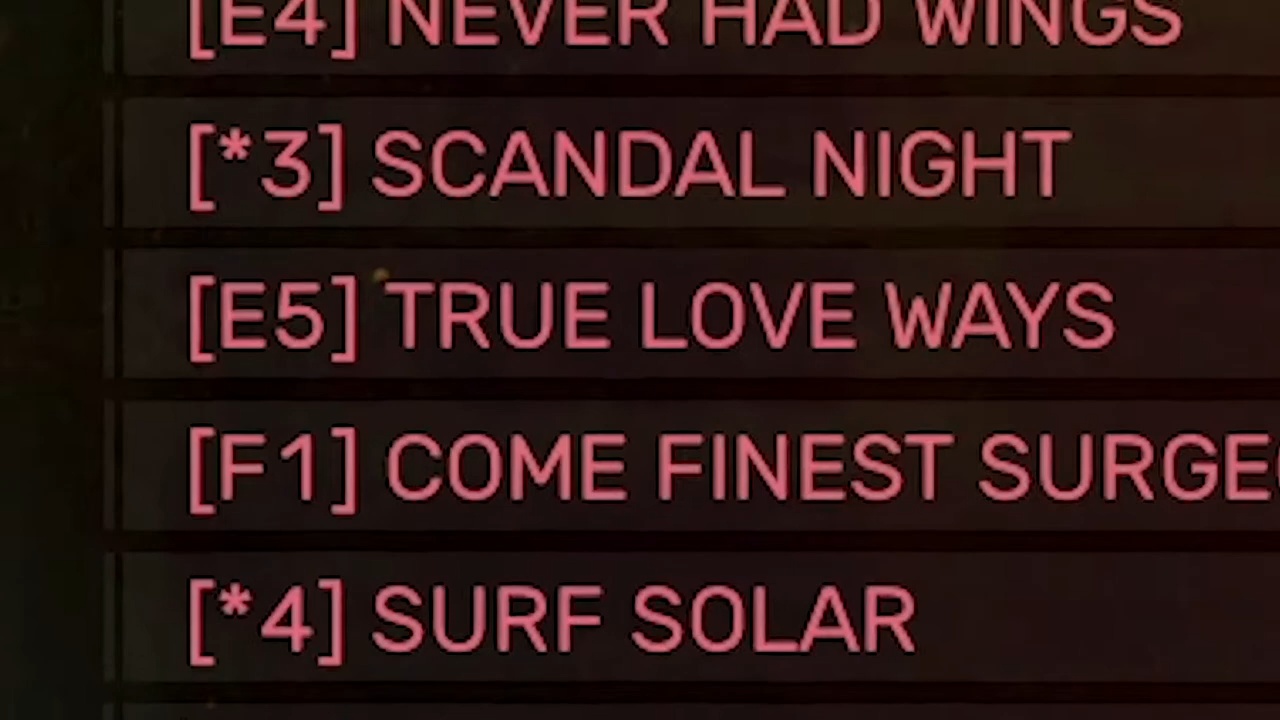 [E4] NEVER HAD WINGS
[*3] SCANDAL NIGHT
[E5] TRUE LOVE WAYS
[F1] COME FINEST
[*4] SURF SOLAR